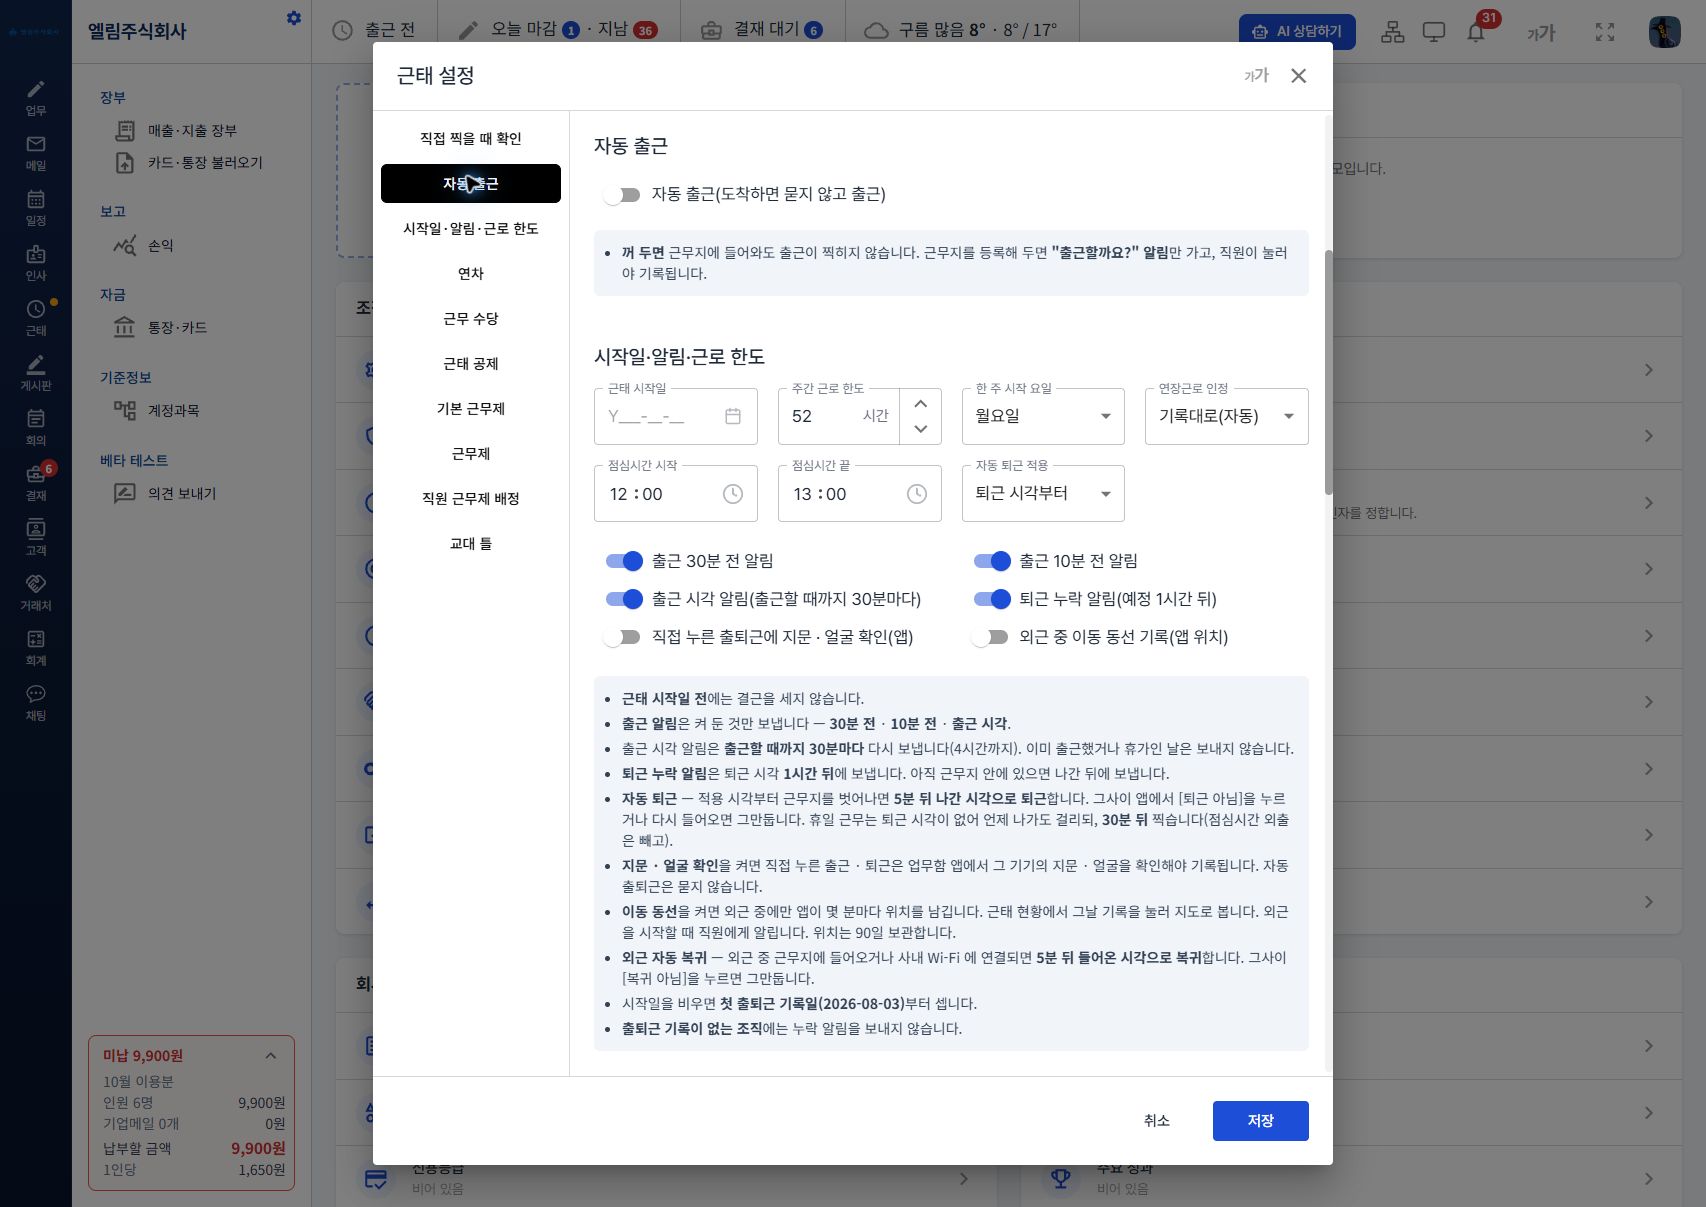 엘림주식회사
출근 전
오늘 마감 1 · 지남 36
결재 대기 6
구름 많음 8° · 8° / 17°
AI 상담하기
31
가가
업무
메일
일정
인사
근태
게시판
회의
결재
6
고객
거래처
회계
채팅
장부
매출·지출 장부
카드·통장 불러오기
보고
손익
자금
통장·카드
기준정보
계정과목
베타 테스트
의견 보내기
미납 9,900원
10월 이용분
인원 6명 9,900원
기업메일 0개 0원
납부할 금액 9,900원
1인당 1,650원
근태 설정
가가
직접 찍을 때 확인
자동 출근
시작일·알림·근로 한도
연차
근무 수당
근태 공제
기본 근무제
근무제
직원 근무제 배정
교대 틀
자동 출근
자동 출근(도착하면 묻지 않고 출근)
• 꺼 두면 근무지에 들어와도 출근이 찍히지 않습니다. 근무지를 등록해 두면 "출근할까요?" 알림만 가고, 직원이 눌러
야 기록됩니다.
시작일·알림·근로 한도
근태 시작일
Y___-__-__
주간 근로 한도
52 시간
한 주 시작 요일
월요일
연장근로 인정
기록대로(자동)
점심시간 시작
12 : 00
점심시간 끝
13 : 00
자동 퇴근 적용
퇴근 시각부터
출근 30분 전 알림
출근 10분 전 알림
출근 시각 알림(출근할 때까지 30분마다)
퇴근 누락 알림(예정 1시간 뒤)
직접 누른 출퇴근에 지문 · 얼굴 확인(앱)
외근 중 이동 동선 기록(앱 위치)
• 근태 시작일 전에는 결근을 세지 않습니다.
• 출근 알림은 켜 둔 것만 보냅니다 — 30분 전 · 10분 전 · 출근 시각.
• 출근 시각 알림은 출근할 때까지 30분마다 다시 보냅니다(4시간까지). 이미 출근했거나 휴가인 날은 보내지 않습니다.
• 퇴근 누락 알림은 퇴근 시각 1시간 뒤에 보냅니다. 아직 근무지 안에 있으면 나간 뒤에 보냅니다.
• 자동 퇴근 — 적용 시각부터 근무지를 벗어나면 5분 뒤 나간 시각으로 퇴근합니다. 그사이 앱에서 [퇴근 아님]을 누르
거나 다시 들어오면 그만둡니다. 휴일 근무는 퇴근 시각이 없어 언제 나가도 걸리되, 30분 뒤 찍습니다(점심시간 외출
은 빼고).
• 지문 · 얼굴 확인을 켜면 직접 누른 출근 · 퇴근은 업무함 앱에서 그 기기의 지문 · 얼굴을 확인해야 기록됩니다. 자동
출퇴근은 묻지 않습니다.
• 이동 동선을 켜면 외근 중에만 앱이 몇 분마다 위치를 남깁니다. 근태 현황에서 그날 기록을 눌러 지도로 봅니다. 외근
을 시작할 때 직원에게 알립니다. 위치는 90일 보관합니다.
• 외근 자동 복귀 — 외근 중 근무지에 들어오거나 사내 Wi-Fi 에 연결되면 5분 뒤 들어온 시각으로 복귀합니다. 그사이
[복귀 아님]을 누르면 그만둡니다.
• 시작일을 비우면 첫 출퇴근 기록일(2026-08-03)부터 셉니다.
• 출퇴근 기록이 없는 조직에는 누락 알림을 보내지 않습니다.
취소
저장
모입니다.
자를 정합니다.
신용등급
비어 있음
수요 성과
비어 있음